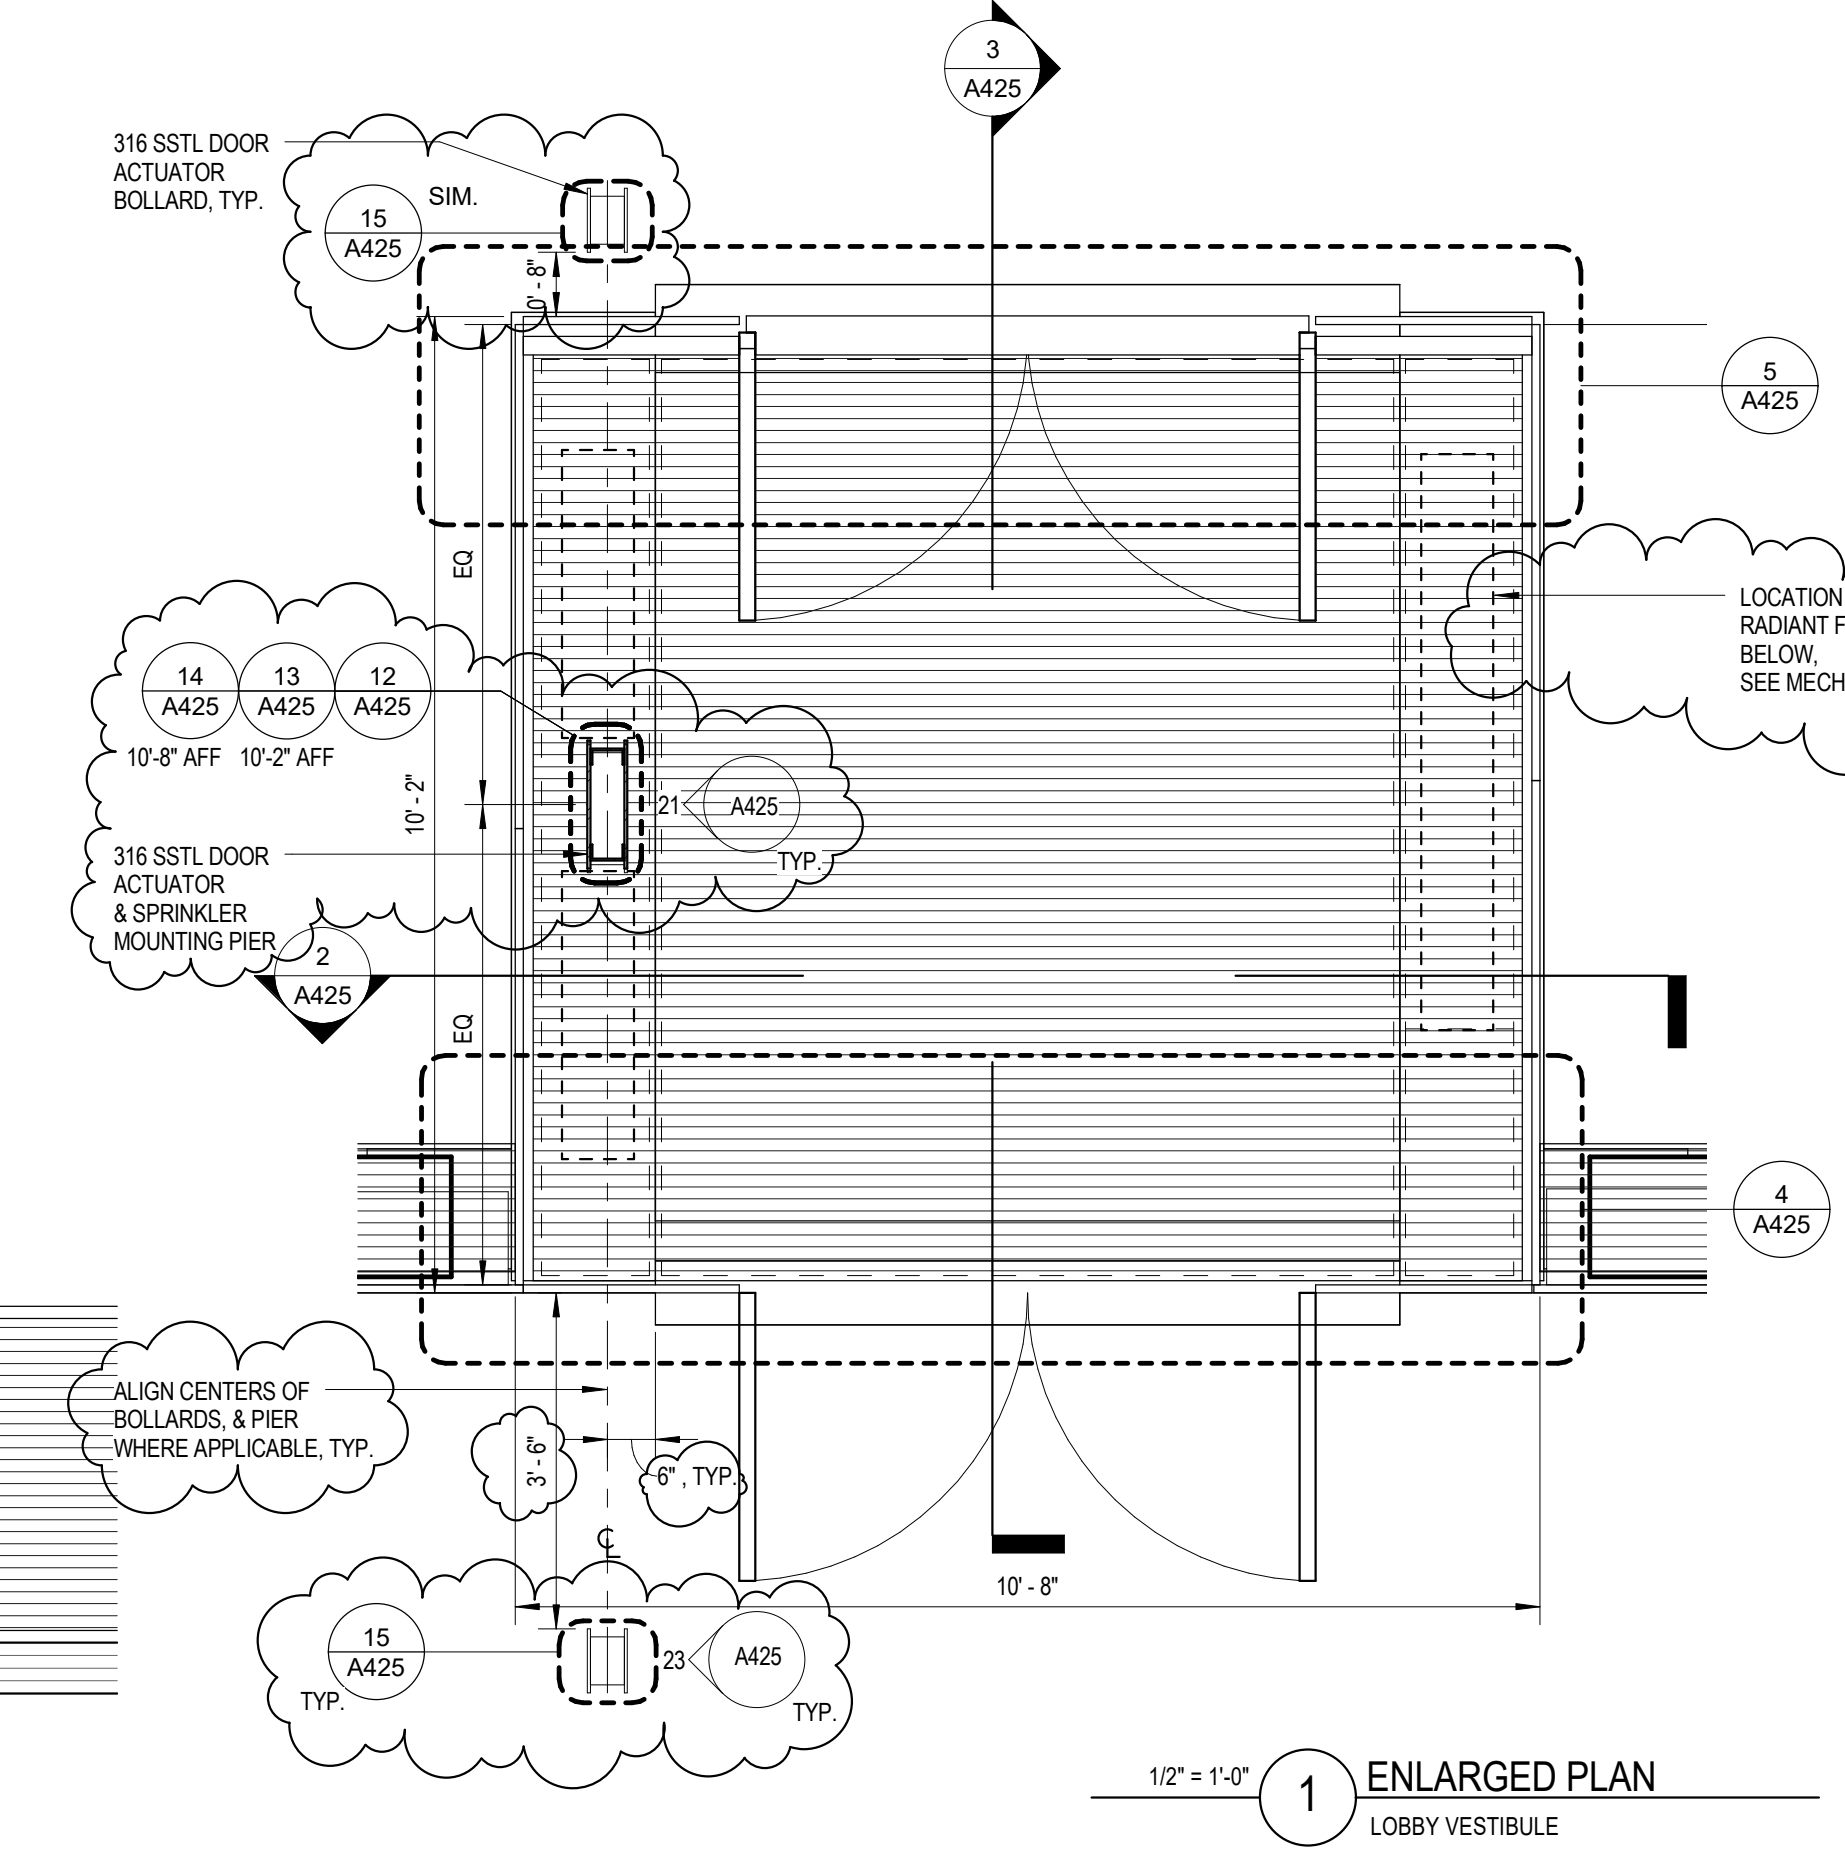 3
A425
316 SSTL DOOR
ACTUATOR
BOLLARD, TYP.
SIM.
15
A425
0' - 8"
5
A425
EQ
LOCATION
RADIANT F
BELOW,
SEE MECH
14
A425
13
A425
12
A425
10'-8" AFF
10'-2" AFF
10' - 2"
21
A425
TYP.
316 SSTL DOOR
ACTUATOR
& SPRINKLER
MOUNTING PIER
2
A425
EQ
4
A425
ALIGN CENTERS OF
BOLLARDS, & PIER
WHERE APPLICABLE, TYP.
3' - 6"
6" , TYP.
CL
10' - 8"
15
A425
TYP.
23
A425
TYP.
1/2" = 1'-0"
1
ENLARGED PLAN
LOBBY VESTIBULE